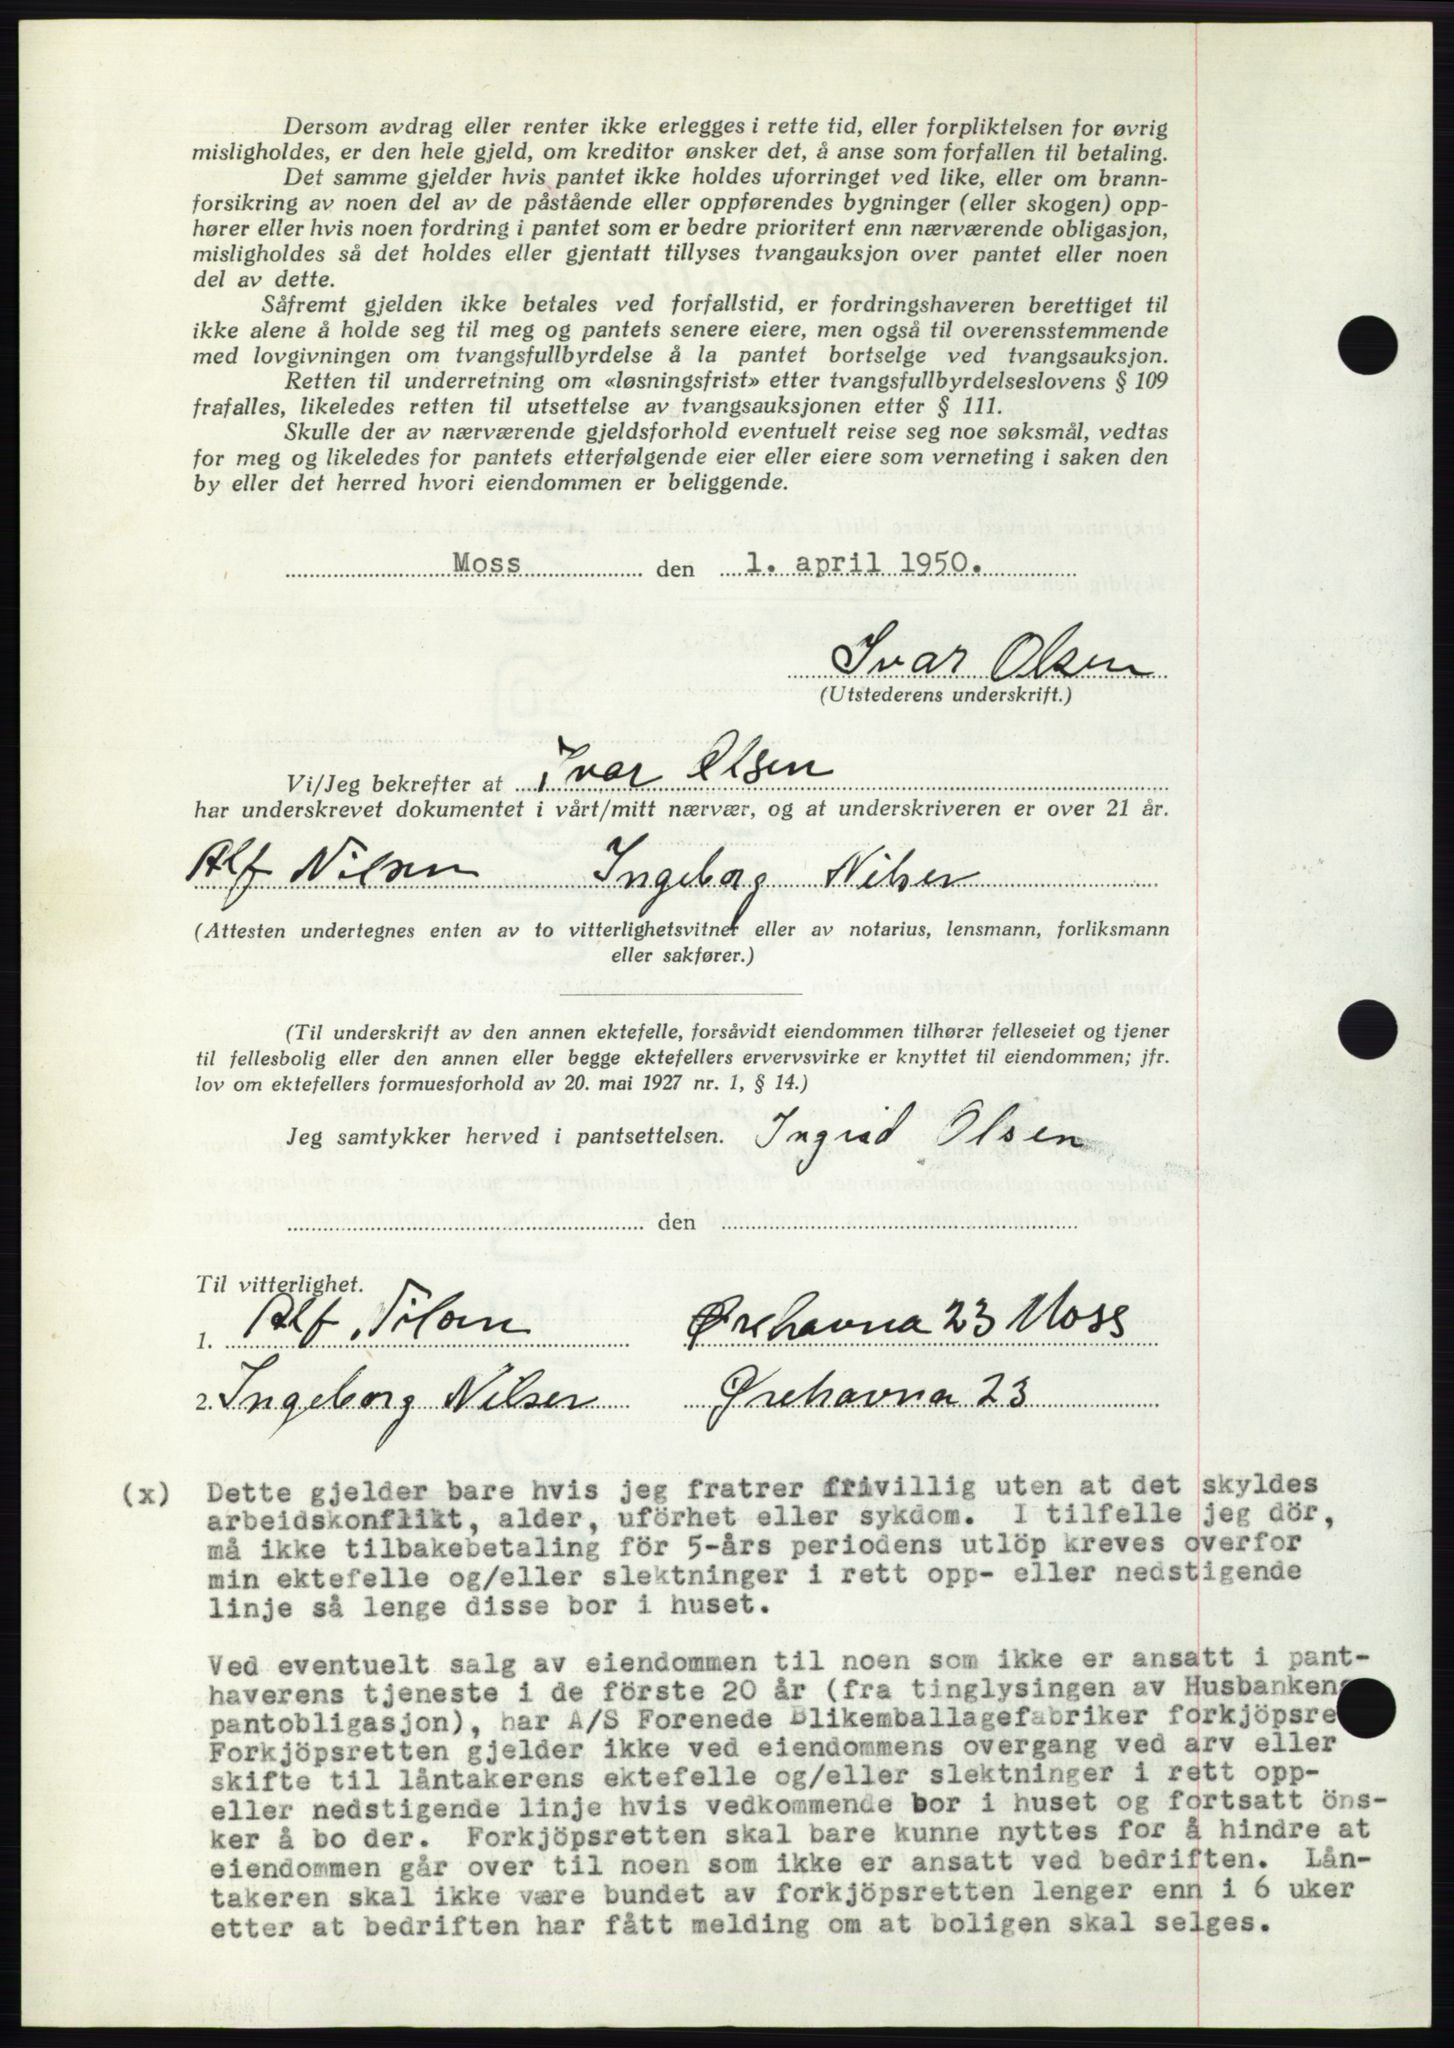 Dersom avdrag eller renter ikke erlegges i rette tid, eller forpliktelsen for øvrig
misligholdes, er den hele gjeld, om kreditor ønsker det, å anse som forfallen til betaling.
Det samme gjelder hvis pantet ikke holdes uforringet ved like, eller om brann-
forsikring av noen del av de påstående eller oppførendes bygninger (eller skogen) opp-
hører eller hvis noen fordring i pantet som er bedre prioritert enn nærværende obligasjon,
misligholdes så det holdes eller gjentatt tillyses tvangauksjon over pantet eller noen
del av dette.
Såfremt gjelden ikke betales ved forfallstid, er fordringshaveren berettiget til
ikke alene å holde seg til meg og pantets senere eiere, men også til overensstemmende
med lovgivningen om tvangsfullbyrdelse å la pantet bortselge ved tvangsauksjon.
Retten til underretning om «løsningsfrist» etter tvangsfullbyrdelseslovens § 109
frafalles, likeledes retten til utsettelse av tvangsauksjonen etter § 111.
Skulle der av nærværende gjeldsforhold eventuelt reise seg noe søksmål, vedtas
for meg og likeledes for pantets etterfølgende eier eller eiere som verneting i saken den
by eller det herred hvori eiendommen er beliggende.
Moss den 1. april 1950.
Ivar Olsen
(Utstederens underskrift.)
Vi/Jeg bekrefter at Ivar Olsen
har underskrevet dokumentet i vårt/mitt nærvær, og at underskriveren er over 21 år.
Alf Nilsen Ingeborg Nilsen
(Attesten undertegnes enten av to vitterlighetsvitner eller av notarius, lensmann, forliksmann
eller sakfører.)
(Til underskrift av den annen ektefelle, forsåvidt eiendommen tilhører felleseiet og tjener
til fellesbolig eller den annen eller begge ektefellers ervervsvirke er knyttet til eiendommen; jfr.
lov om ektefellers formuesforhold av 20. mai 1927 nr. 1, § 14.)
Jeg samtykker herved i pantsettelsen. Ingrid Olsen
den
Til vitterlighet.
1. Alf Nilsen Ørehavna 23 Moss
2. Ingeborg Nilsen Ørehavna 23
(x) Dette gjelder bare hvis jeg fratrer frivillig uten at det skyldes
arbeidskonflikt, alder, uförhet eller sykdom. I tilfelle jeg dör,
må ikke tilbakebetaling för 5-års periodens utlöp kreves overfor
min ektefelle og/eller slektninger i rett opp- eller nedstigende
linje så lenge disse bor i huset.
Ved eventuelt salg av eiendommen til noen som ikke er ansatt i pant-
haverens tjeneste i de förste 20 år (fra tinglysingen av Husbankens
pantobligasjon), har A/S Forenede Blikemballagefabriker forkjöpsre
Forkjöpsretten gjelder ikke ved eiendommens overgang ved arv eller
skifte til låntakerens ektefelle og/eller slektninger i rett opp-
eller nedstigende linje hvis vedkommende bor i huset og fortsatt öns-
ker å bo der. Forkjöpsretten skal bare kunne nyttes for å hindre at
eiendommen går over til noen som ikke er ansatt ved bedriften. Lån-
takeren skal ikke være bundet av forkjöpsretten lenger enn i 6 uker
etter at bedriften har fått melding om at boligen skal selges.